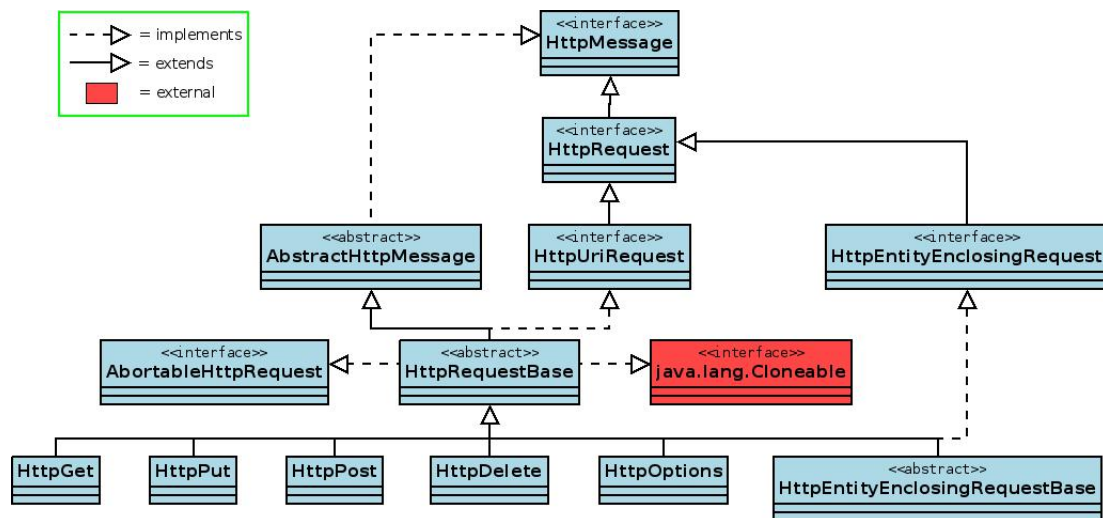 = implements
= extends
= external
<<interface>>
HttpMessage
<<interface>>
HttpRequest
<<abstract>>
AbstractHttpMessage
<<interface>>
HttpUriRequest
<<interface>>
HttpEntityEnclosingRequest
<<interface>>
AbortableHttpRequest
<<abstract>>
HttpRequestBase
<<interface>>
java.lang.Cloneable
HttpGet
HttpPut
HttpPost
HttpDelete
HttpOptions
<<abstract>>
HttpEntityEnclosingRequestBase